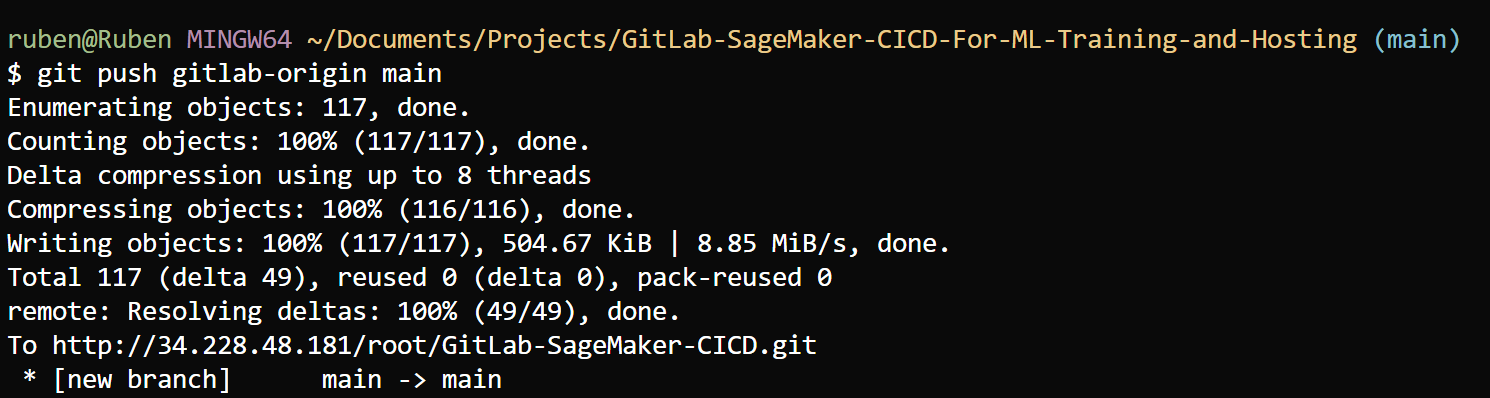 ruben@Ruben MINGW64 ~/Documents/Projects/GitLab-SageMaker-CICD-For-ML-Training-and-Hosting (main)
$ git push gitlab-origin main
Enumerating objects: 117, done.
Counting objects: 100% (117/117), done.
Delta compression using up to 8 threads
Compressing objects: 100% (116/116), done.
Writing objects: 100% (117/117), 504.67 KiB | 8.85 MiB/s, done.
Total 117 (delta 49), reused 0 (delta 0), pack-reused 0
remote: Resolving deltas: 100% (49/49), done.
To http://34.228.48.181/root/GitLab-SageMaker-CICD.git
 * [new branch]      main -> main